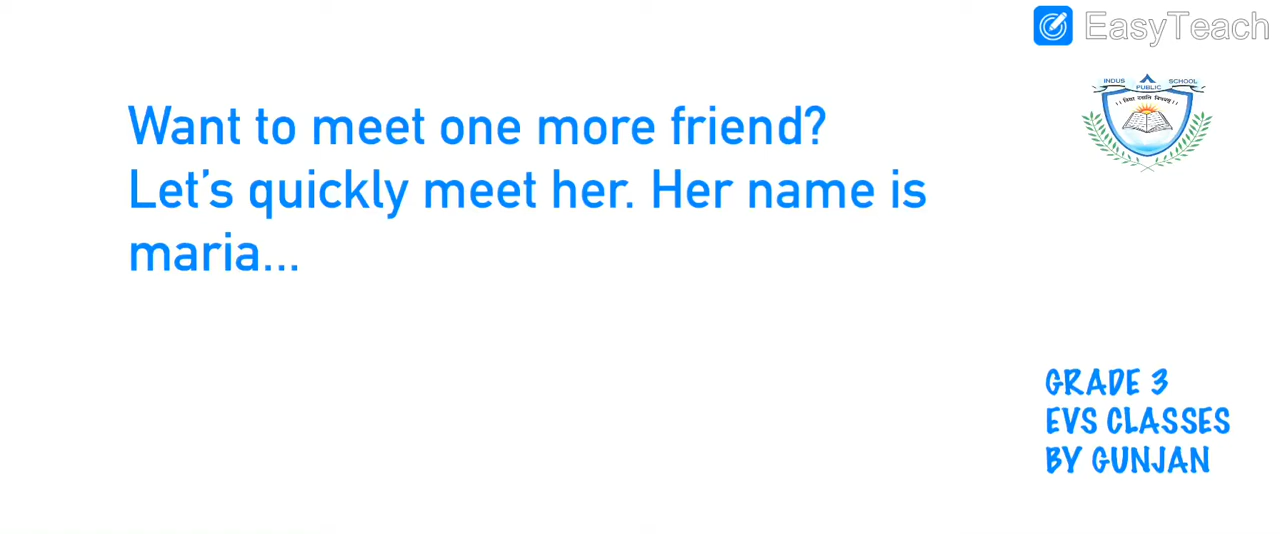 EasyTeach
INDUS PUBLIC SCHOOL
Want to meet one more friend?
Let's quickly meet her. Her name is
maria...
GRADE 3
EVS CLASSES
BY GUNJAN